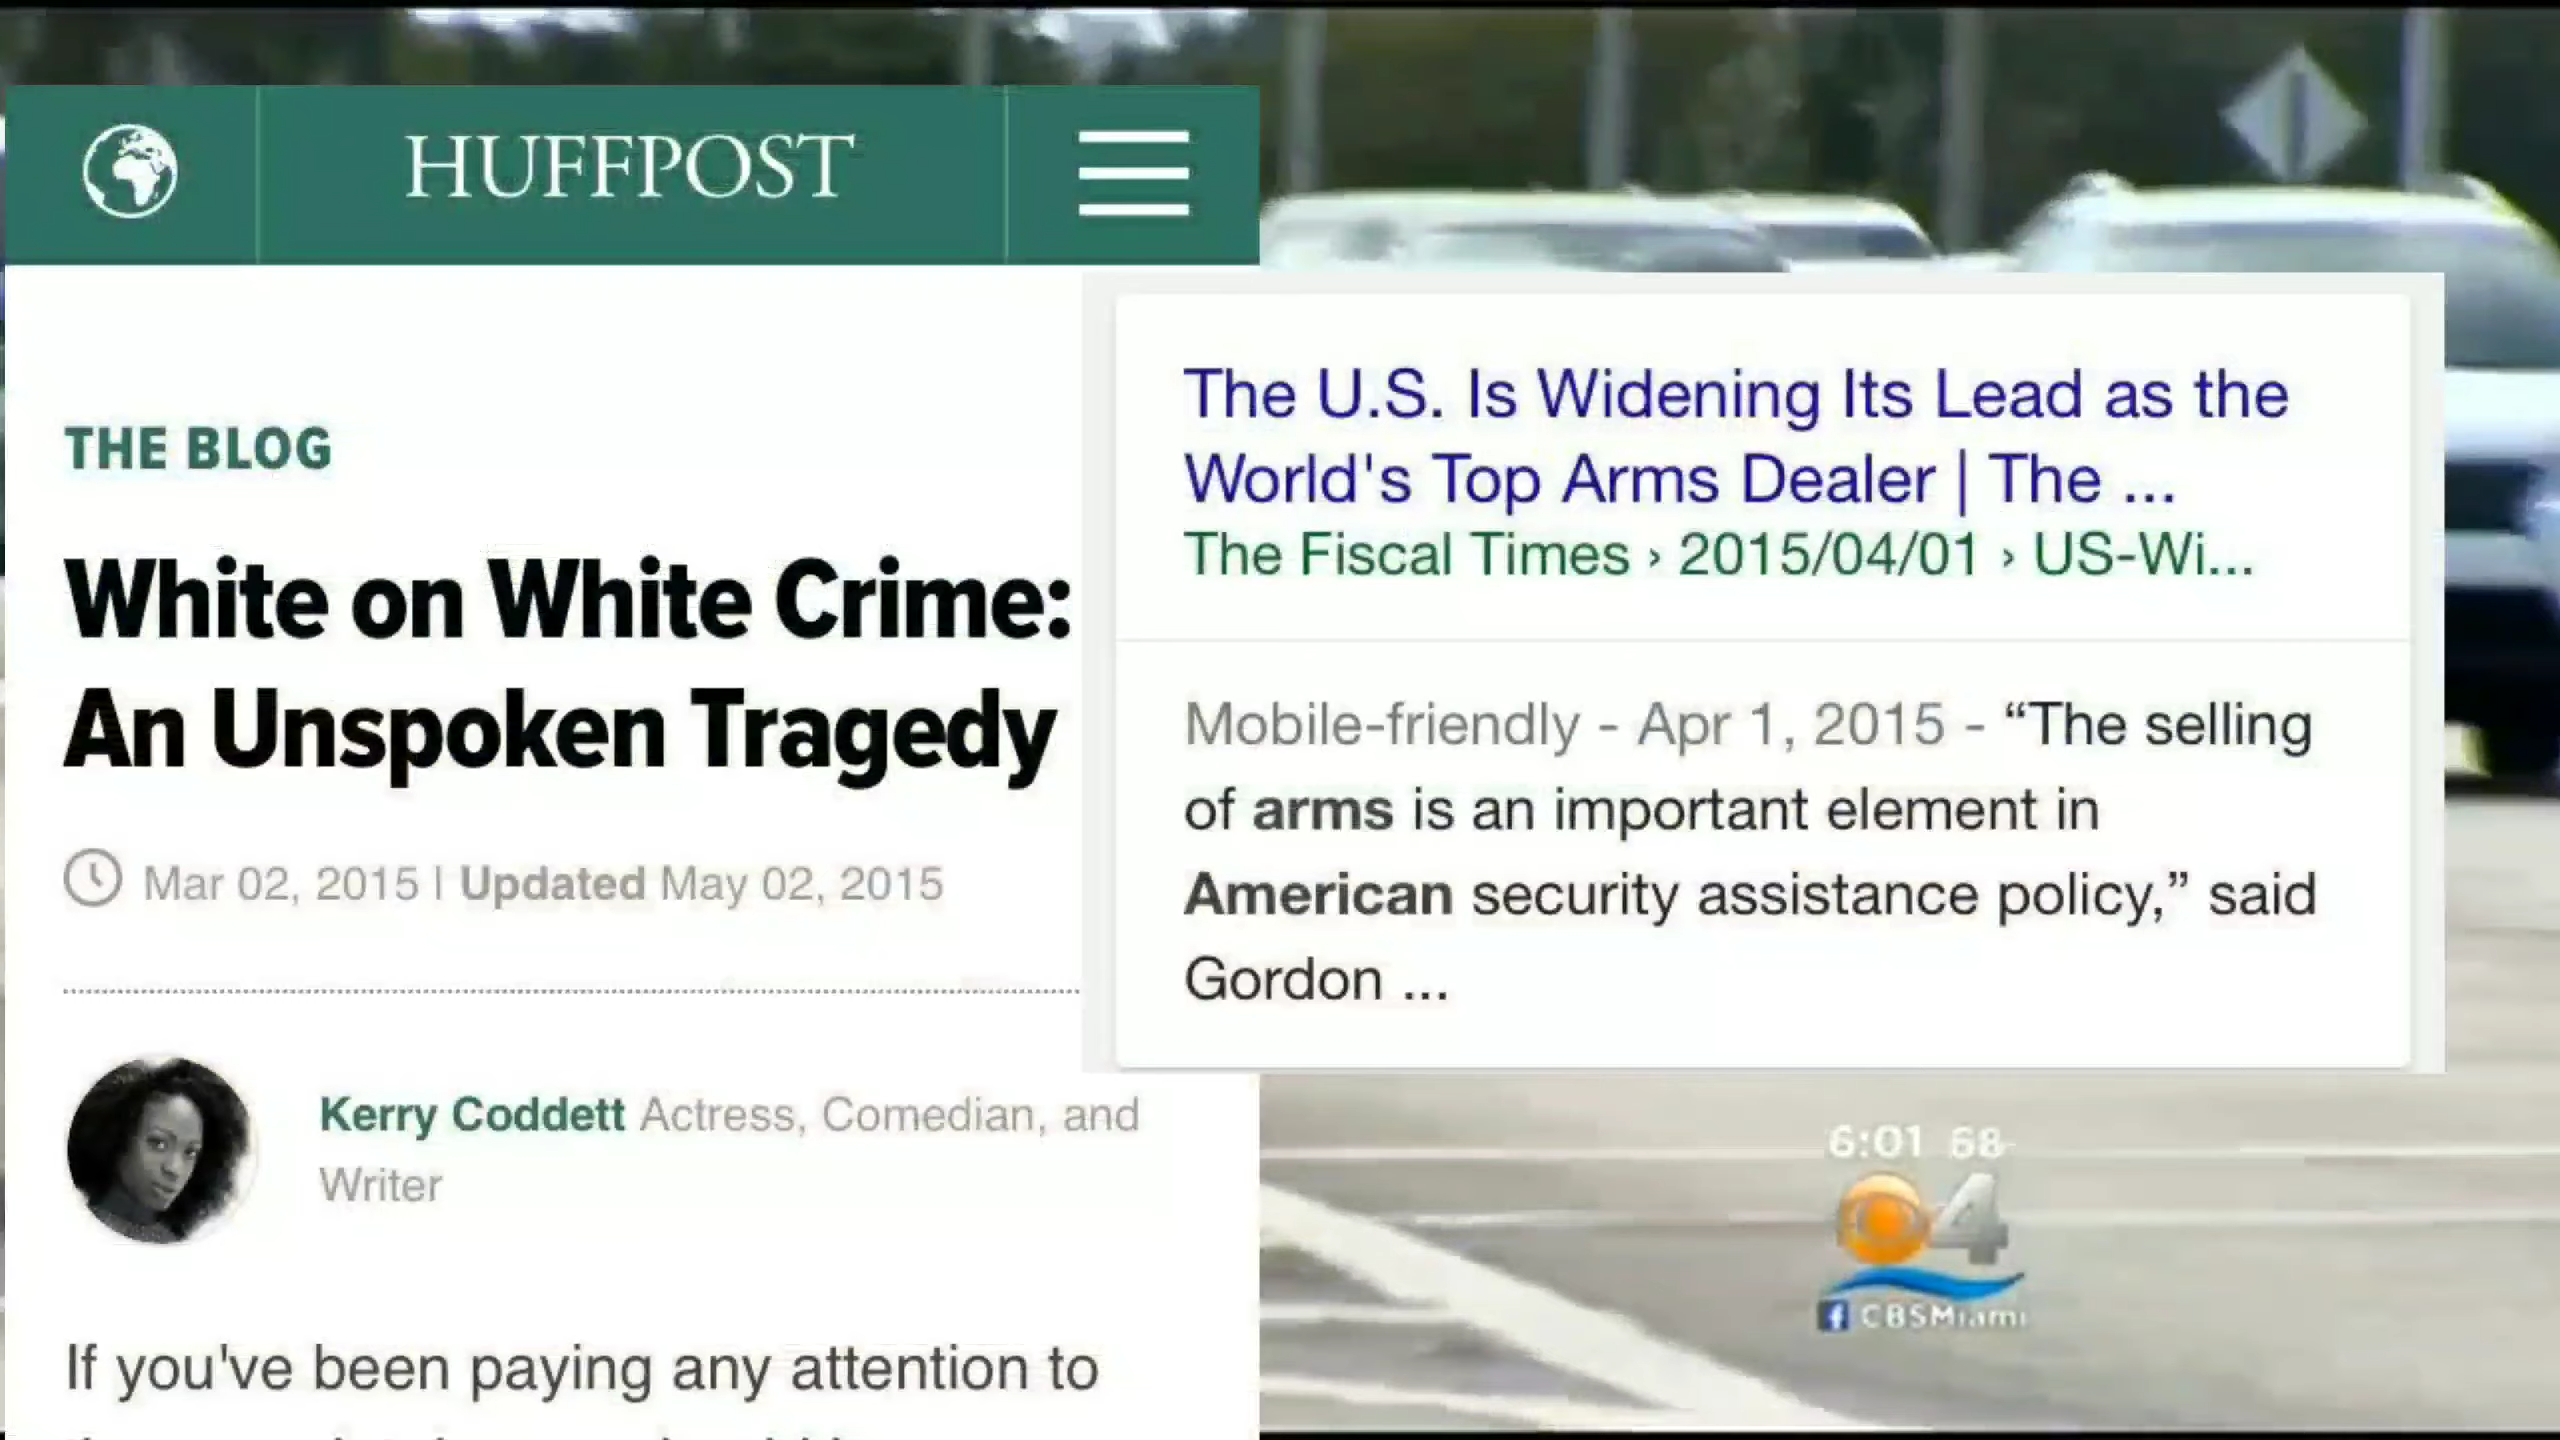 HUFFPOST
THE BLOG
White on White Crime:
An Unspoken Tragedy
Mar 02, 2015 | Updated May 02, 2015
Kerry Coddett Actress, Comedian, and
Writer
If you've been paying any attention to
The U.S. Is Widening Its Lead as the
World's Top Arms Dealer | The ...
The Fiscal Times › 2015/04/01 › US-Wi...
Mobile-friendly - Apr 1, 2015 - “The selling
of arms is an important element in
American security assistance policy,” said
Gordon ...
6:01 68
4
f CBSMiami